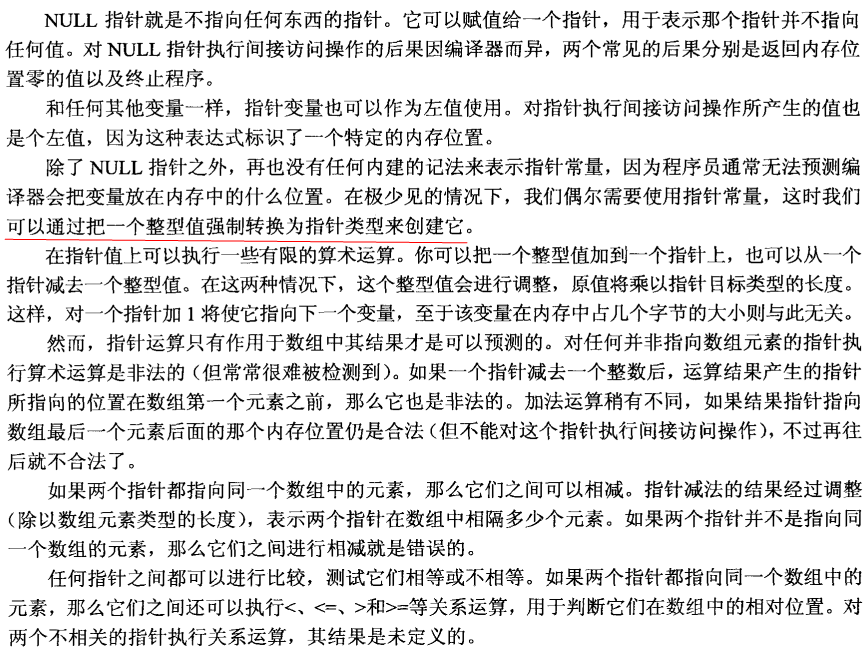 NULL 指针就是不指向任何东西的指针。它可以赋值给一个指针，用于表示那个指针并不指向
任何值。对 NULL 指针执行间接访问操作的后果因编译器而异，两个常见的后果分别是返回内存位
置零的值以及终止程序。
和任何其他变量一样，指针变量也可以作为左值使用。对指针执行间接访问操作所产生的值也
是个左值，因为这种表达式标识了一个特定的内存位置。
除了 NULL 指针之外，再也没有任何内建的记法来表示指针常量，因为程序员通常无法预测编
译器会把变量放在内存中的什么位置。在极少见的情况下，我们偶尔需要使用指针常量，这时我们
可以通过把一个整型值强制转换为指针类型来创建它。
在指针值上可以执行一些有限的算术运算。你可以把一个整型值加到一个指针上，也可以从一个
指针减去一个整型值。在这两种情况下，这个整型值会进行调整，原值将乘以指针目标类型的长度。
这样，对一个指针加 1 将使它指向下一个变量，至于该变量在内存中占几个字节的大小则与此无关。
然而，指针运算只有作用于数组中其结果才是可以预测的。对任何并非指向数组元素的指针执
行算术运算是非法的（但常常很难被检测到）。如果一个指针减去一个整数后，运算结果产生的指针
所指向的位置在数组第一个元素之前，那么它也是非法的。加法运算稍有不同，如果结果指针指向
数组最后一个元素后面的那个内存位置仍是合法（但不能对这个指针执行间接访问操作），不过再往
后就不合法了。
如果两个指针都指向同一个数组中的元素，那么它们之间可以相减。指针减法的结果经过调整
（除以数组元素类型的长度），表示两个指针在数组中相隔多少个元素。如果两个指针并不是指向同
一个数组的元素，那么它们之间进行相减就是错误的。
任何指针之间都可以进行比较，测试它们相等或不相等。如果两个指针都指向同一个数组中的
元素，那么它们之间还可以执行<、<=、>和>=等关系运算，用于判断它们在数组中的相对位置。对
两个不相关的指针执行关系运算，其结果是未定义的。